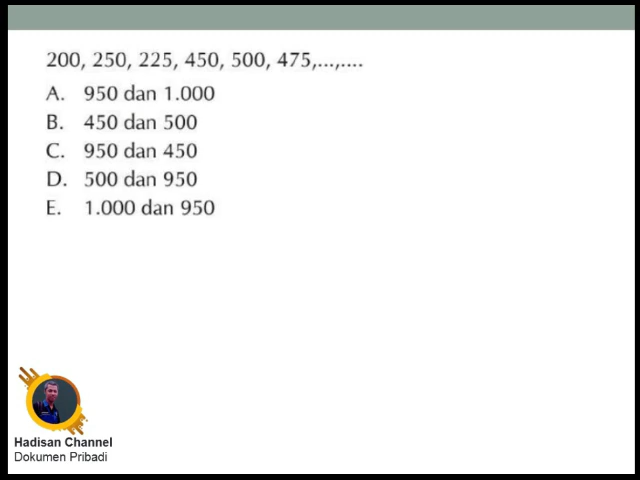 200, 250, 225, 450, 500, 475,...,....
A. 950 dan 1.000
B. 450 dan 500
C. 950 dan 450
D. 500 dan 950
E. 1.000 dan 950
Hadisan Channel
Dokumen Pribadi